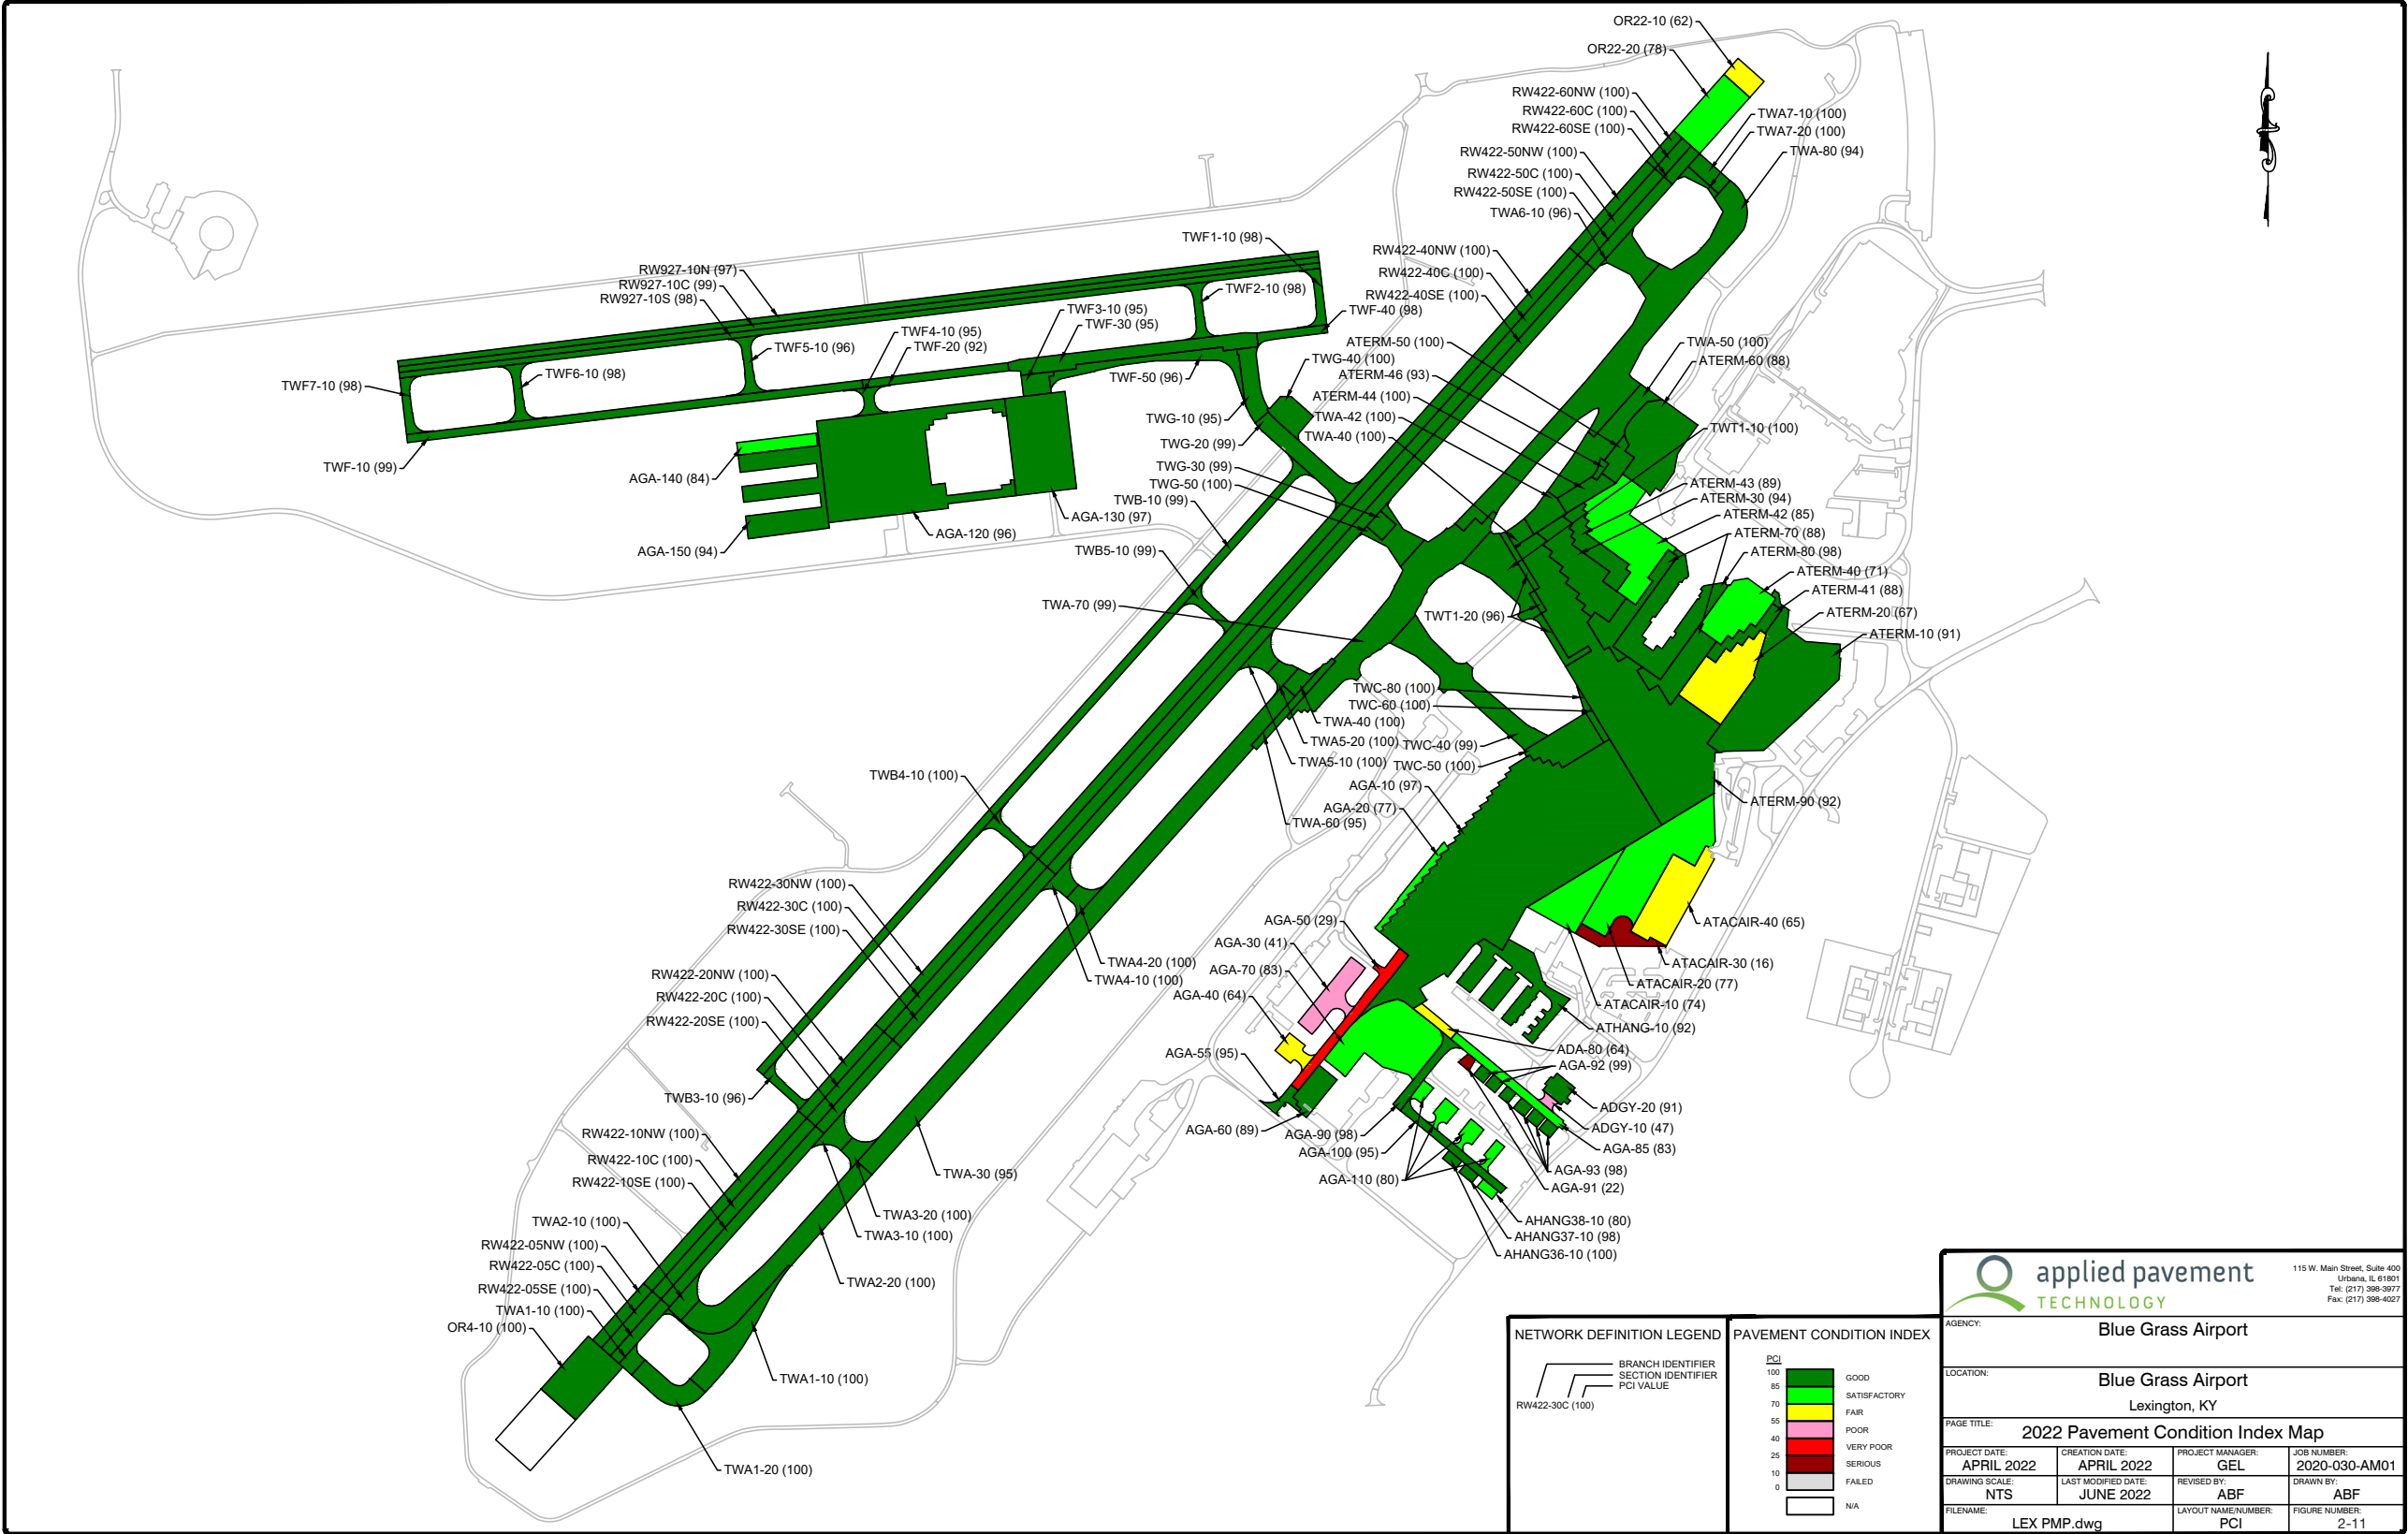 OR22-10 (62)
OR22-20 (78)
RW422-60NW (100)
RW422-60C (100)
RW422-60SE (100)
RW422-50NW (100)
RW422-50C (100)
RW422-50SE (100)
TWA6-10 (96)
TWA7-10 (100)
TWA7-20 (100)
TWA-80 (94)
RW422-40NW (100)
RW422-40C (100)
RW422-40SE (100)
TWF1-10 (98)
RW927-10N (97)
RW927-10C (99)
RW927-10S (98)
TWF2-10 (98)
TWF3-10 (95)
TWF-30 (95)
TWF-40 (98)
TWF4-10 (95)
TWF-20 (92)
TWF5-10 (96)
TWF6-10 (98)
TWF7-10 (98)
TWF-50 (96)
TWF-10 (99)
ATERM-50 (100)
TWG-40 (100)
ATERM-46 (93)
ATERM-44 (100)
TWA-42 (100)
TWA-40 (100)
TWA-50 (100)
ATERM-60 (88)
TWT1-10 (100)
TWG-10 (95)
TWG-20 (99)
TWG-30 (99)
TWG-50 (100)
TWB-10 (99)
TWB5-10 (99)
TWA-70 (99)
AGA-140 (84)
AGA-130 (97)
AGA-120 (96)
AGA-150 (94)
ATERM-43 (89)
ATERM-30 (94)
ATERM-42 (85)
ATERM-70 (88)
ATERM-80 (98)
ATERM-40 (71)
ATERM-41 (88)
ATERM-20 (67)
ATERM-10 (91)
TWT1-20 (96)
TWC-80 (100)
TWC-60 (100)
TWA-40 (100)
TWA5-20 (100)
TWC-40 (99)
TWA5-10 (100)
TWC-50 (100)
AGA-10 (97)
AGA-20 (77)
TWA-60 (95)
ATERM-90 (92)
TWB4-10 (100)
RW422-30NW (100)
RW422-30C (100)
RW422-30SE (100)
RW422-20NW (100)
RW422-20C (100)
RW422-20SE (100)
TWA4-20 (100)
TWA4-10 (100)
AGA-50 (29)
AGA-30 (41)
AGA-70 (83)
AGA-40 (64)
AGA-55 (95)
AGA-60 (89)
ATACAIR-40 (65)
ATACAIR-30 (16)
ATACAIR-20 (77)
ATACAIR-10 (74)
ATHANG-10 (92)
ADA-80 (64)
AGA-92 (99)
ADGY-20 (91)
ADGY-10 (47)
AGA-85 (83)
AGA-90 (98)
AGA-100 (95)
AGA-93 (98)
AGA-110 (80)
AGA-91 (22)
AHANG38-10 (80)
AHANG37-10 (98)
AHANG36-10 (100)
TWB3-10 (96)
RW422-10NW (100)
RW422-10C (100)
RW422-10SE (100)
TWA-30 (95)
TWA3-20 (100)
TWA3-10 (100)
TWA2-10 (100)
RW422-05NW (100)
RW422-05C (100)
RW422-05SE (100)
TWA1-10 (100)
OR4-10 (100)
TWA2-20 (100)
TWA1-10 (100)
TWA1-20 (100)
NETWORK DEFINITION LEGEND
BRANCH IDENTIFIER
SECTION IDENTIFIER
PCI VALUE
RW422-30C (100)
PAVEMENT CONDITION INDEX
PCI
100
GOOD
85
SATISFACTORY
70
FAIR
55
POOR
40
VERY POOR
25
SERIOUS
10
FAILED
0
N/A
applied pavement
TECHNOLOGY
115 W. Main Street, Suite 400
Urbana, IL 61801
Tel: (217) 398-3977
Fax: (217) 398-4027
AGENCY:
Blue Grass Airport
LOCATION:
Blue Grass Airport
Lexington, KY
PAGE TITLE:
2022 Pavement Condition Index Map
PROJECT DATE: CREATION DATE: PROJECT MANAGER: JOB NUMBER:
APRIL 2022 APRIL 2022 GEL 2020-030-AM01
DRAWING SCALE: LAST MODIFIED DATE: REVISED BY: DRAWN BY:
NTS JUNE 2022 ABF ABF
FILENAME: LAYOUT NAME/NUMBER: FIGURE NUMBER:
LEX PMP.dwg PCI 2-11